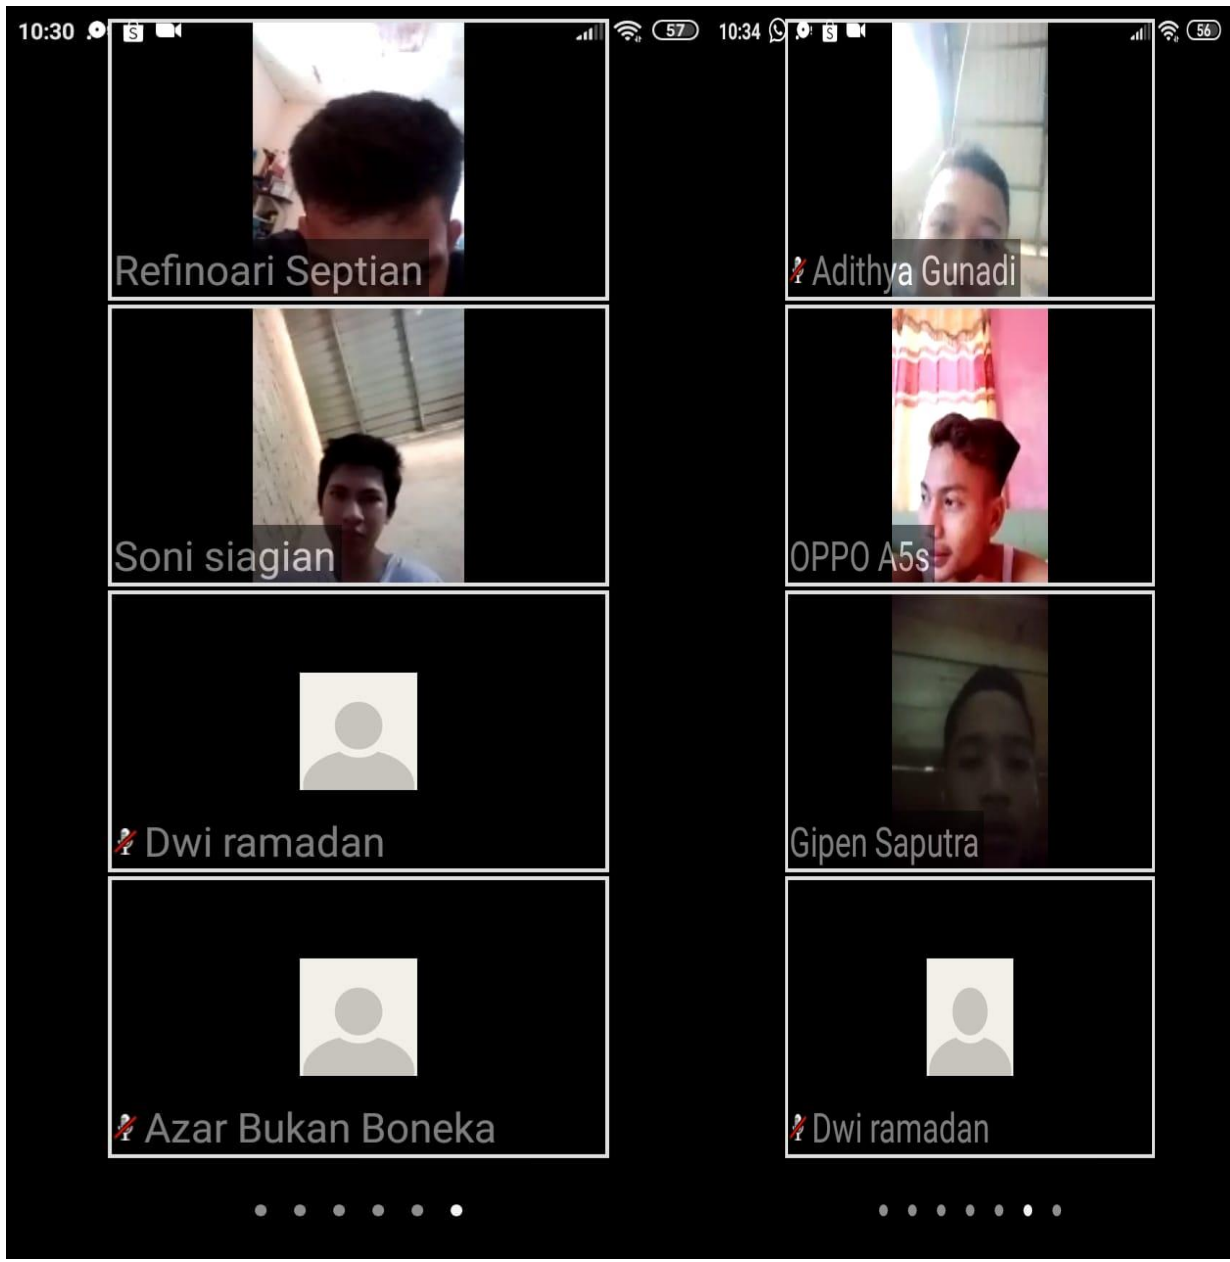 10:30
S
57
Refinoari Septian
Soni siagian
Dwi ramadan
Azar Bukan Boneka
10:34
S
56
Adithya Gunadi
OPPO A5s
Gipen Saputra
Dwi ramadan